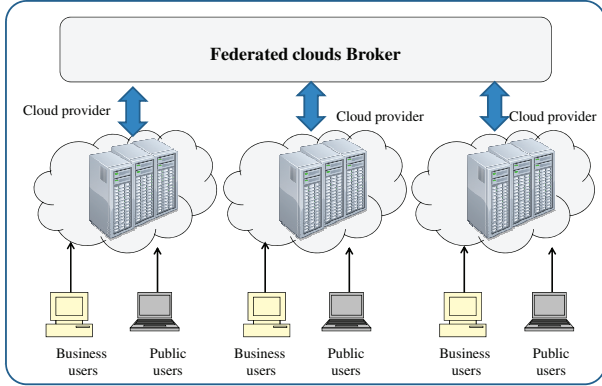 Federated clouds Broker
Cloud provider
Cloud provider
Cloud provider
Business
users
Public
users
Business
users
Public
users
Business
users
Public
users